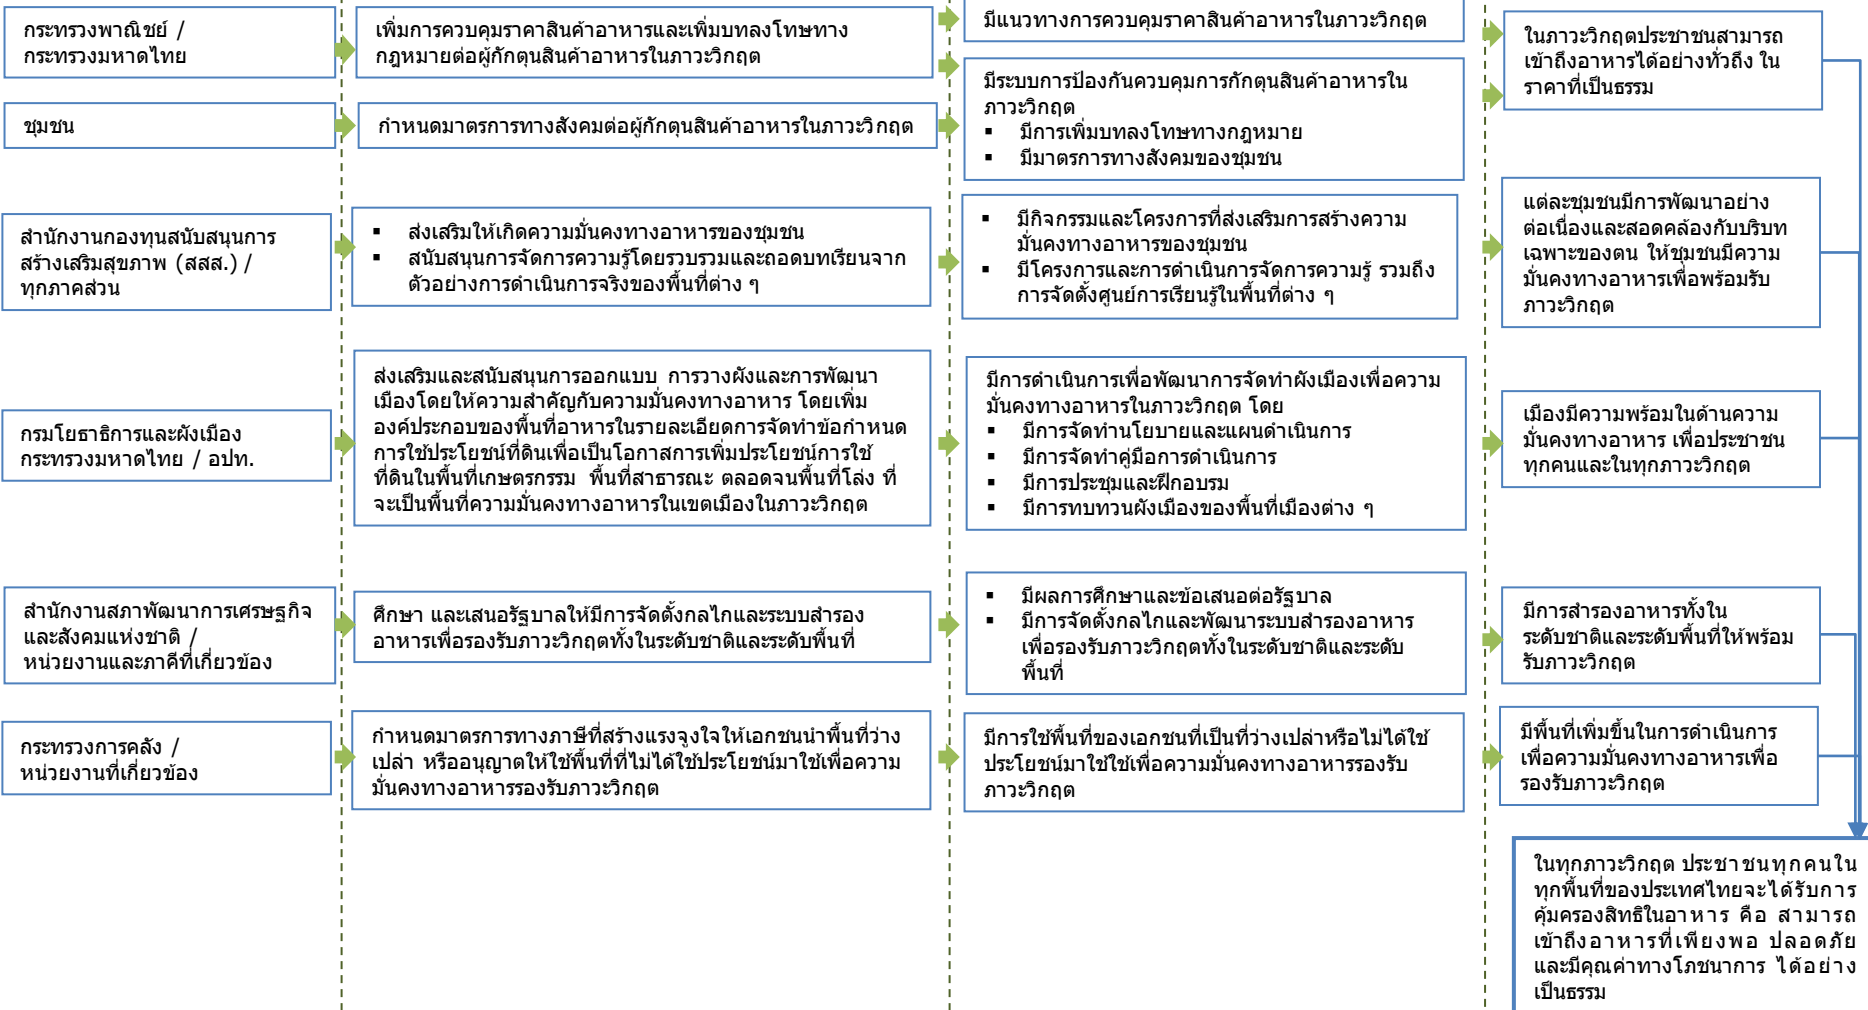 กระทรวงพาณิชย์ /
กระทรวงมหาดไทย
เพิ่มการควบคุมราคาสินค้าอาหารและเพิ่มบทลงโทษทาง
กฎหมายต่อผู้กักตุนสินค้าอาหารในภาวะวิกฤต
มีแนวทางการควบคุมราคาสินค้าอาหารในภาวะวิกฤต
ในภาวะวิกฤตประชาชนสามารถ
เข้าถึงอาหารได้อย่างทั่วถึง ใน
ราคาที่เป็นธรรม
ชุมชน
กำหนดมาตรการทางสังคมต่อผู้กักตุนสินค้าอาหารในภาวะวิกฤต
มีระบบการป้องกันควบคุมการกักตุนสินค้าอาหารใน
ภาวะวิกฤต
▪ มีการเพิ่มบทลงโทษทางกฎหมาย
▪ มีมาตรการทางสังคมของชุมชน
สำนักงานกองทุนสนับสนุนการ
สร้างเสริมสุขภาพ (สสส.) /
ทุกภาคส่วน
▪ ส่งเสริมให้เกิดความมั่นคงทางอาหารของชุมชน
▪ สนับสนุนการจัดการความรู้โดยรวบรวมและถอดบทเรียนจาก
ตัวอย่างการดำเนินการจริงของพื้นที่ต่าง ๆ
▪ มีกิจกรรมและโครงการที่ส่งเสริมการสร้างความ
มั่นคงทางอาหารของชุมชน
▪ มีโครงการและการดำเนินการจัดการความรู้ รวมถึง
การจัดตั้งศูนย์การเรียนรู้ในพื้นที่ต่าง ๆ
แต่ละชุมชนมีการพัฒนาอย่าง
ต่อเนื่องและสอดคล้องกับบริบท
เฉพาะของตน ให้ชุมชนมีความ
มั่นคงทางอาหารเพื่อพร้อมรับ
ภาวะวิกฤต
กรมโยธาธิการและผังเมือง
กระทรวงมหาดไทย / อปท.
ส่งเสริมและสนับสนุนการออกแบบ การวางผังและการพัฒนา
เมืองโดยให้ความสำคัญกับความมั่นคงทางอาหาร โดยเพิ่ม
องค์ประกอบของพื้นที่อาหารในรายละเอียดการจัดทำข้อกำหนด
การใช้ประโยชน์ที่ดินเพื่อเป็นโอกาสการเพิ่มประโยชน์การใช้
ที่ดินในพื้นที่เกษตรกรรม พื้นที่สาธารณะ ตลอดจนพื้นที่โล่ง ที่
จะเป็นพื้นที่ความมั่นคงทางอาหารในเขตเมืองในภาวะวิกฤต
มีการดำเนินการเพื่อพัฒนาการจัดทำผังเมืองเพื่อความ
มั่นคงทางอาหารในภาวะวิกฤต โดย
▪ มีการจัดทำนโยบายและแผนดำเนินการ
▪ มีการจัดทำคู่มือการดำเนินการ
▪ มีการประชุมและฝึกอบรม
▪ มีการทบทวนผังเมืองของพื้นที่เมืองต่าง ๆ
เมืองมีความพร้อมในด้านความ
มั่นคงทางอาหาร เพื่อประชาชน
ทุกคนและในทุกภาวะวิกฤต
สำนักงานสภาพัฒนาการเศรษฐกิจ
และสังคมแห่งชาติ /
หน่วยงานและภาคีที่เกี่ยวข้อง
ศึกษา และเสนอรัฐบาลให้มีการจัดตั้งกลไกและระบบสำรอง
อาหารเพื่อรองรับภาวะวิกฤตทั้งในระดับชาติและระดับพื้นที่
▪ มีผลการศึกษาและข้อเสนอต่อรัฐบาล
▪ มีการจัดตั้งกลไกและพัฒนาระบบสำรองอาหาร
เพื่อรองรับภาวะวิกฤตทั้งในระดับชาติและระดับ
พื้นที่
มีการสำรองอาหารทั้งใน
ระดับชาติและระดับพื้นที่ให้พร้อม
รับภาวะวิกฤต
กระทรวงการคลัง /
หน่วยงานที่เกี่ยวข้อง
กำหนดมาตรการทางภาษีที่สร้างแรงจูงใจให้เอกชนนำพื้นที่ว่าง
เปล่า หรืออนุญาตให้ใช้พื้นที่ที่ไม่ได้ใช้ประโยชน์มาใช้เพื่อความ
มั่นคงทางอาหารรองรับภาวะวิกฤต
มีการใช้พื้นที่ของเอกชนที่เป็นที่ว่างเปล่าหรือไม่ได้ใช้
ประโยชน์มาใช้ใช้เพื่อความมั่นคงทางอาหารรองรับ
ภาวะวิกฤต
มีพื้นที่เพิ่มขึ้นในการดำเนินการ
เพื่อความมั่นคงทางอาหารเพื่อ
รองรับภาวะวิกฤต
ในทุกภาวะวิกฤต ประชาชนทุกคนใน
ทุกพื้นที่ของประเทศไทยจะได้รับการ
คุ้มครองสิทธิในอาหาร คือ สามารถ
เข้าถึงอาหารที่เพียงพอ ปลอดภัย
และมีคุณค่าทางโภชนาการ ได้อย่าง
เป็นธรรม